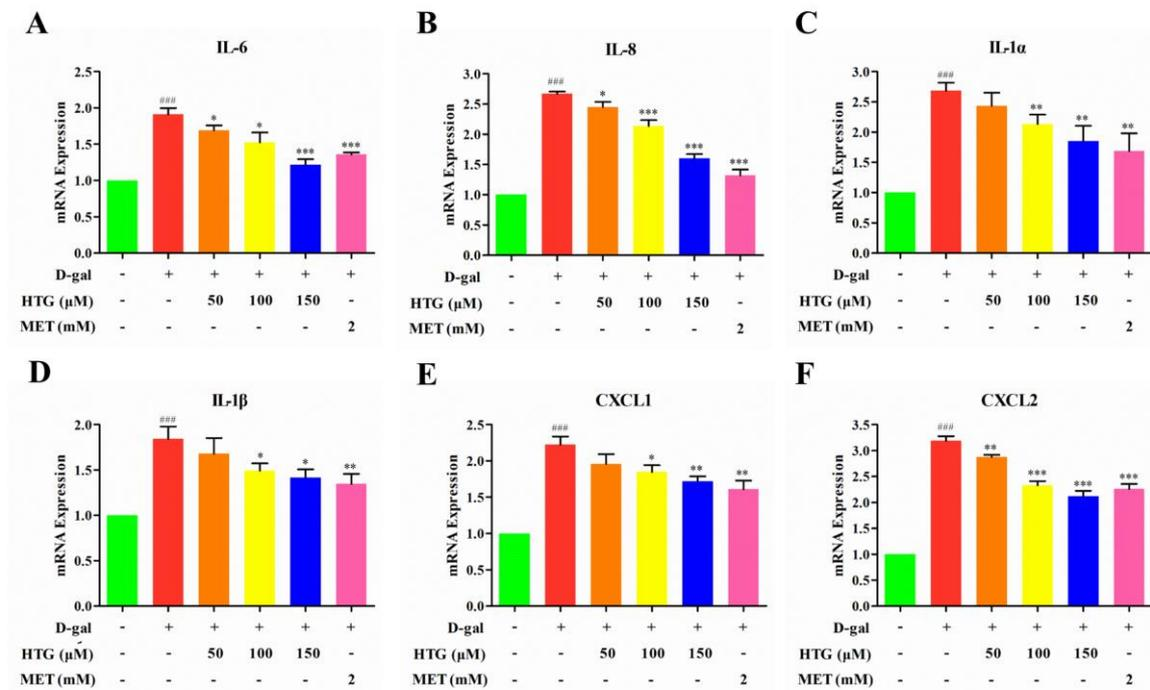 A
IL-6
mRNA Expression
2.5
2.0
1.5
1.0
0.5
0.0
###
*
*
***
***
D-gal - + + + + +
HTG (μM) - - 50 100 150 -
MET (mM) - - - - - 2
B
IL-8
mRNA Expression
3.0
2.5
2.0
1.5
1.0
0.5
0.0
###
*
***
***
***
D-gal - + + + + +
HTG (μM) - - 50 100 150 -
MET (mM) - - - - - 2
C
IL-1α
mRNA Expression
3.0
2.5
2.0
1.5
1.0
0.5
0.0
###
**
**
**
D-gal - + + + + +
HTG (μM) - - 50 100 150 -
MET (mM) - - - - - 2
D
IL-1β
mRNA Expression
2.0
1.5
1.0
0.5
0.0
###
*
*
**
D-gal - + + + + +
HTG (μM) - - 50 100 150 -
MET (mM) - - - - - 2
E
CXCL1
mRNA Expression
2.5
2.0
1.5
1.0
0.5
0.0
###
*
**
**
D-gal - + + + + +
HTG (μM) - - 50 100 150 -
MET (mM) - - - - - 2
F
CXCL2
mRNA Expression
3.5
3.0
2.5
2.0
1.5
1.0
0.5
0.0
###
**
***
***
***
D-gal - + + + + +
HTG (μM) - - 50 100 150 -
MET (mM) - - - - - 2